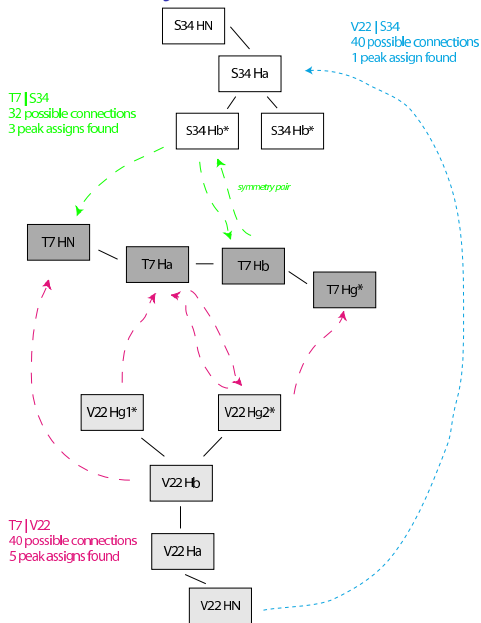 S34 HN
V22 | S34
40 possible connections
1 peak assign found
S34 Ha
T7 | S34
32 possible connections
3 peak assigns found
S34 Hb*
S34 Hb*
symmetry pair
T7 HN
T7 Ha
T7 Hb
T7 Hg*
V22 Hg1*
V22 Hg2*
V22 Hb
T7 | V22
40 possible connections
5 peak assigns found
V22 Ha
V22 HN